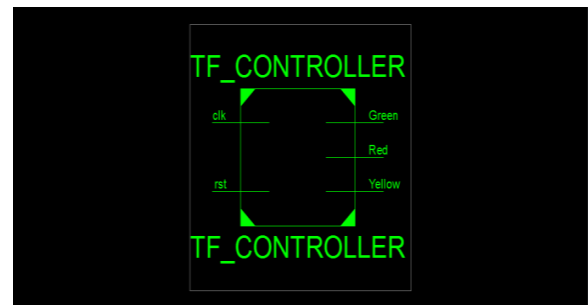 TF_CONTROLLER
clk
Green
Red
rst
Yellow
TF_CONTROLLER